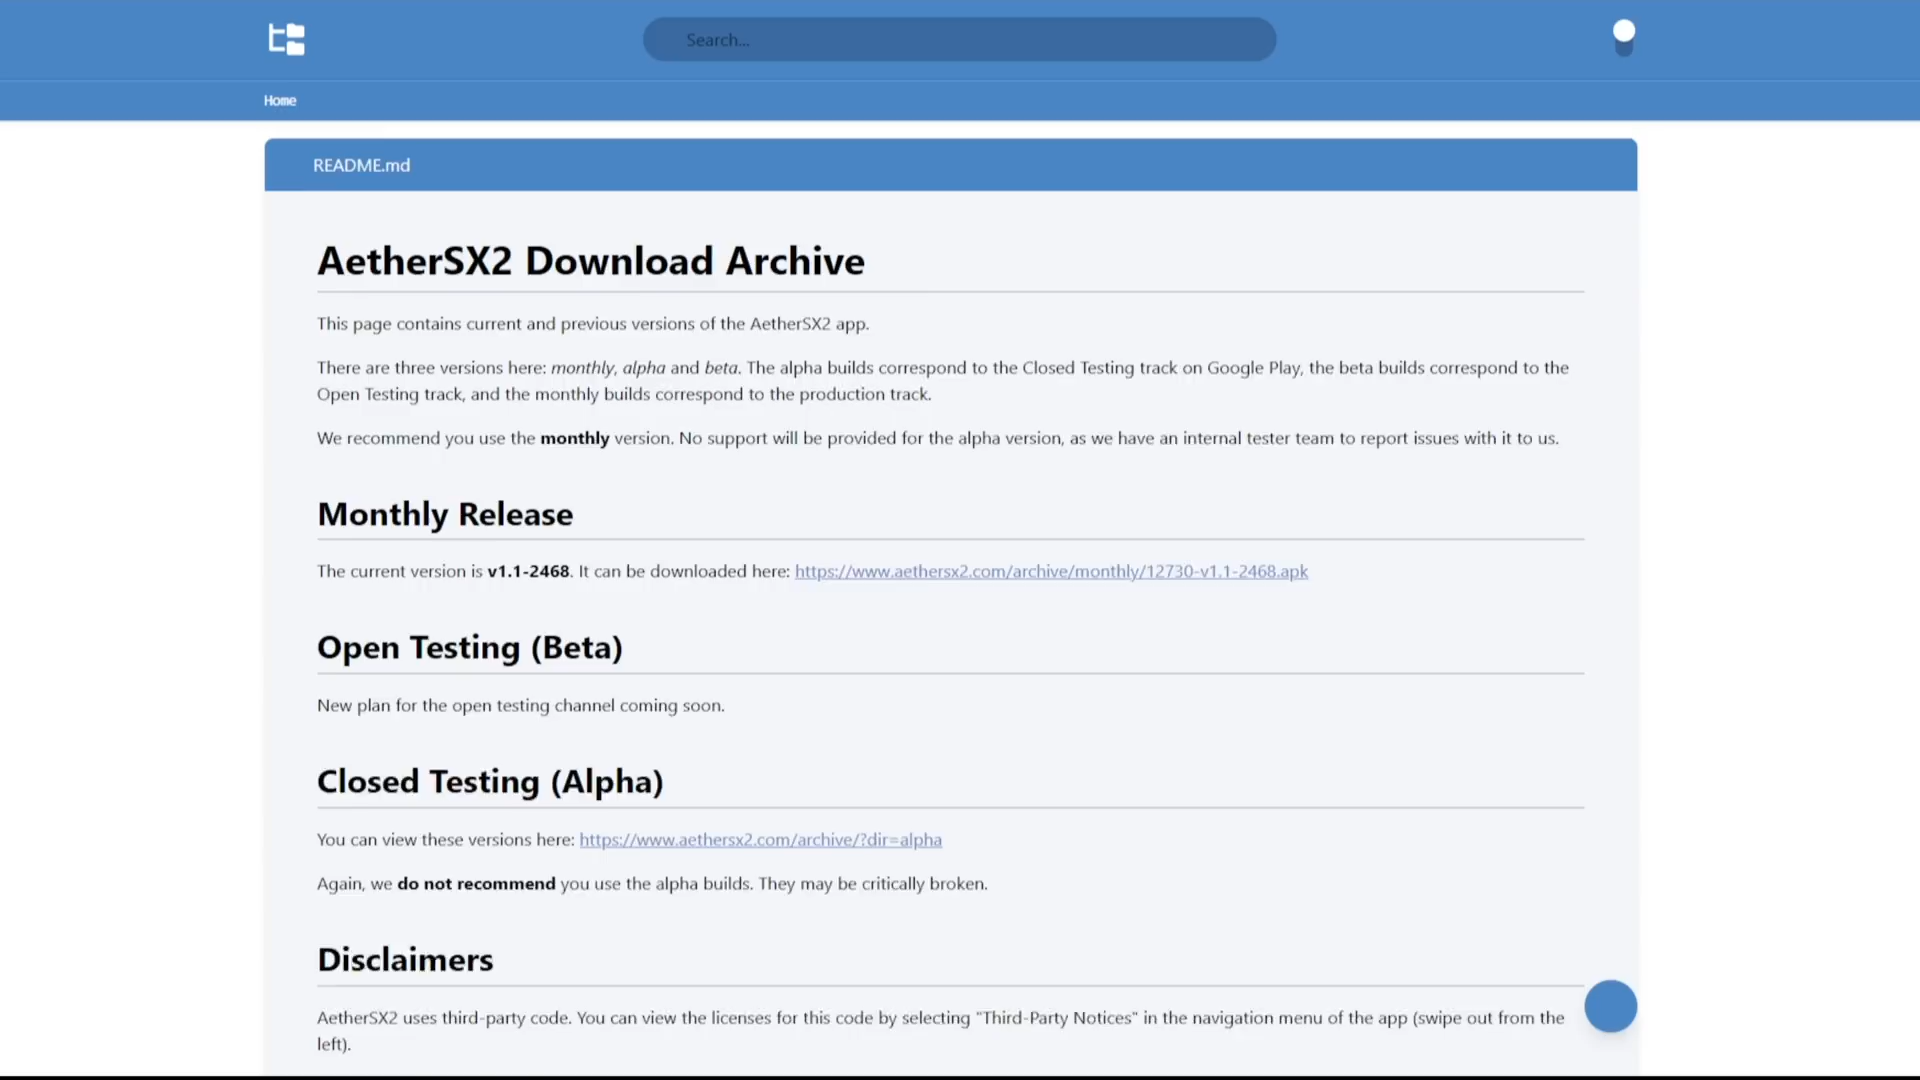 Search...
Home
README.md
AetherSX2 Download Archive
This page contains current and previous versions of the AetherSX2 app.
There are three versions here: monthly, alpha and beta. The alpha builds correspond to the Closed Testing track on Google Play, the beta builds correspond to the
Open Testing track, and the monthly builds correspond to the production track.
We recommend you use the monthly version. No support will be provided for the alpha version, as we have an internal tester team to report issues with it to us.
Monthly Release
The current version is v1.1-2468. It can be downloaded here: https://www.aethersx2.com/archive/monthly/12730-v1.1-2468.apk
Open Testing (Beta)
New plan for the open testing channel coming soon.
Closed Testing (Alpha)
You can view these versions here: https://www.aethersx2.com/archive/?dir=alpha
Again, we do not recommend you use the alpha builds. They may be critically broken.
Disclaimers
AetherSX2 uses third-party code. You can view the licenses for this code by selecting "Third-Party Notices" in the navigation menu of the app (swipe out from the
left).